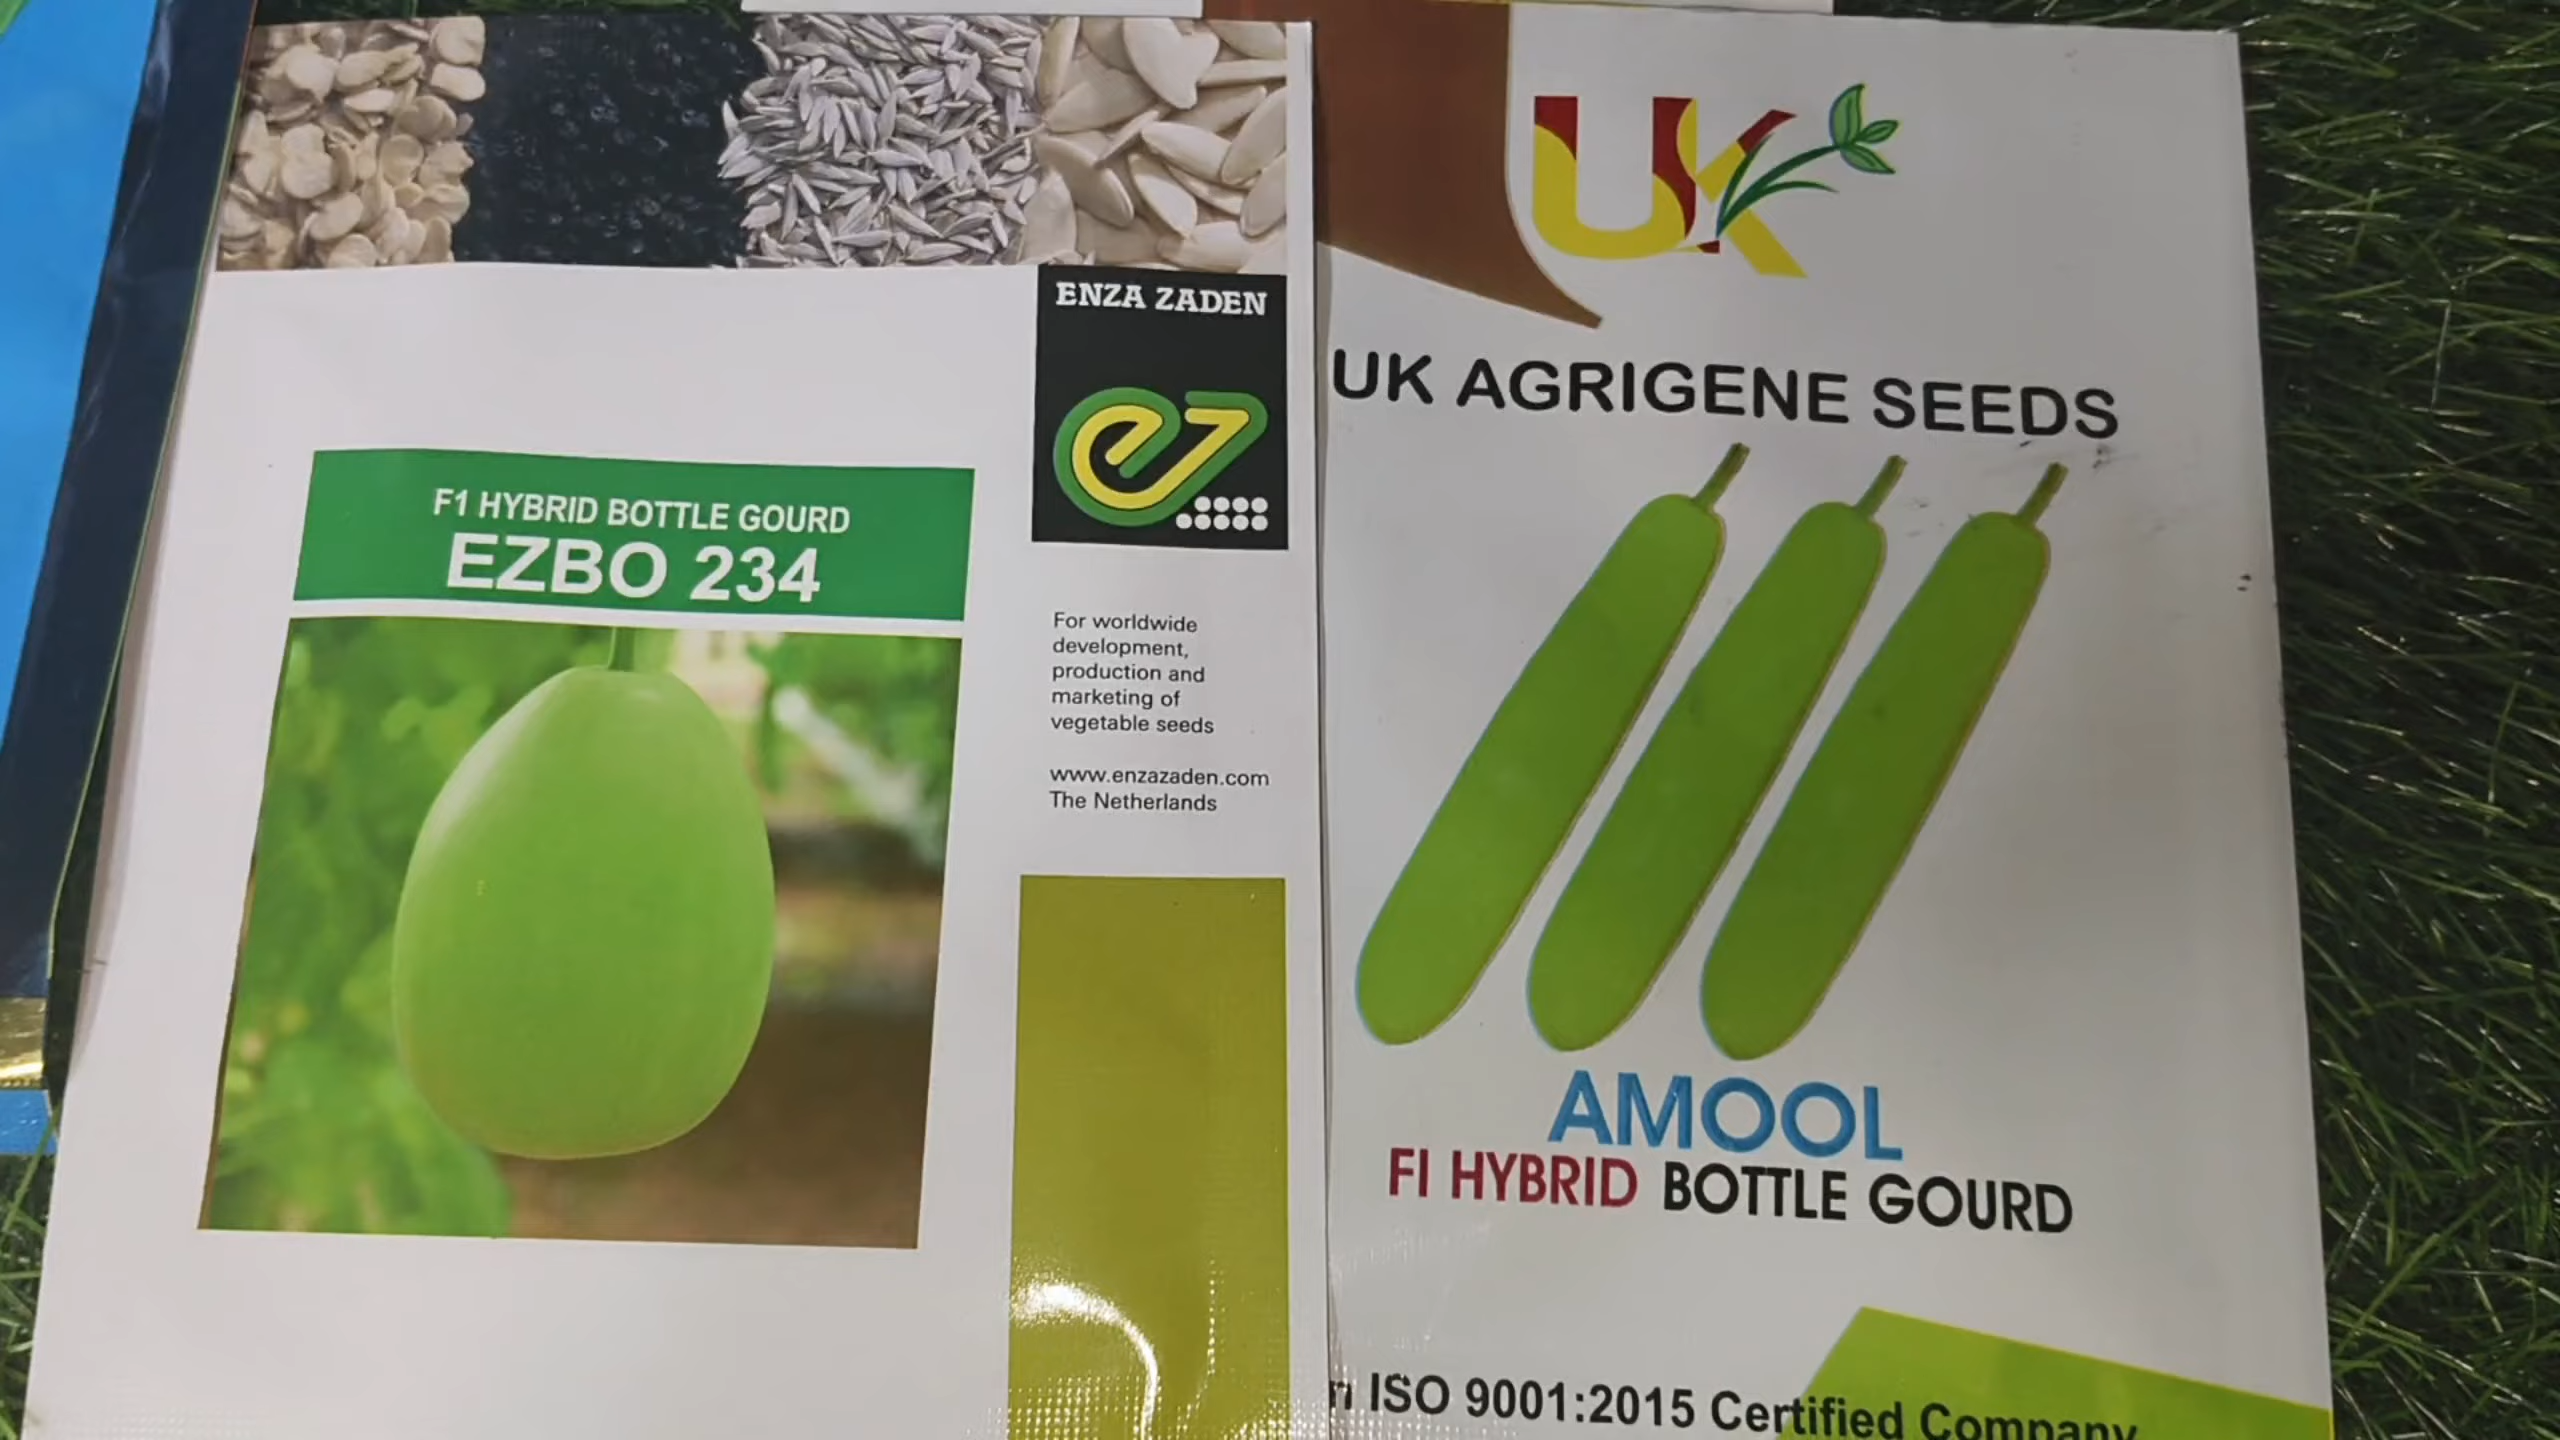 ENZA ZADEN
F1 HYBRID BOTTLE GOURD
EZBO 234
For worldwide
development,
production and
marketing of
vegetable seeds
www.enzazaden.com
The Netherlands
UK
UK AGRIGENE SEEDS
AMOOL
FI HYBRID BOTTLE GOURD
n ISO 9001:2015 Certified Company